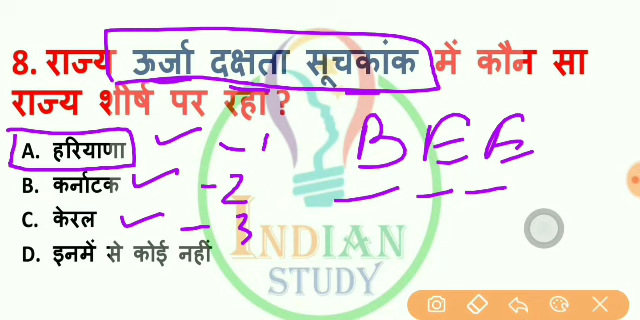 8. राज्य ऊर्जा दक्षता सूचकांक में कौन सा
राज्य शीर्ष पर रहा ?
A. हरियाणा
B. कर्नाटक
C. केरल
D. इनमें से कोई नहीं
- 1
- 2
- 3
BEE
INDIAN
STUDY